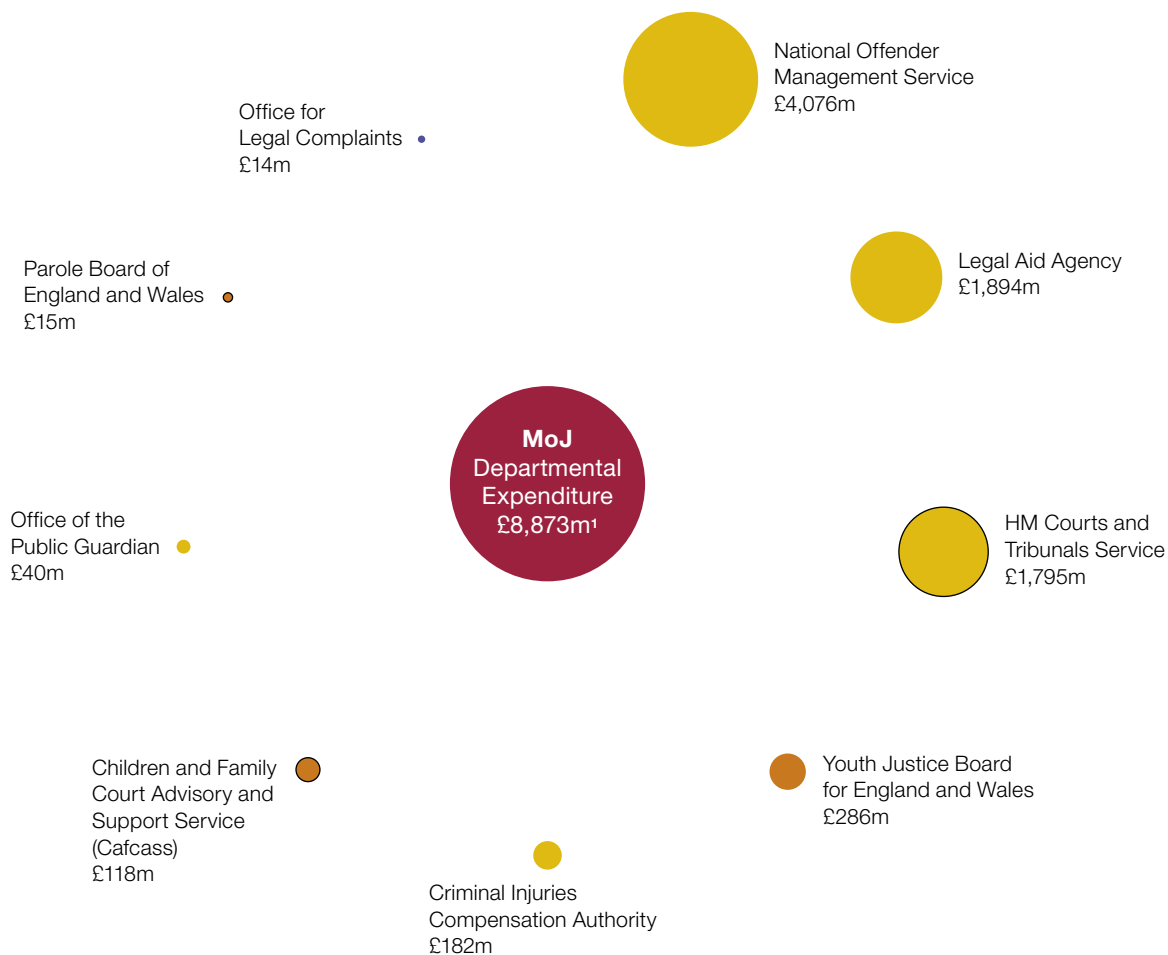 National Offender
Management Service
£4,076m
Office for
Legal Complaints
£14m
Legal Aid Agency
£1,894m
Parole Board of
England and Wales
£15m
MoJ
Departmental
Expenditure
£8,873m¹
Office of the
Public Guardian
£40m
HM Courts and
Tribunals Service
£1,795m
Children and Family
Court Advisory and
Support Service
(Cafcass)
£118m
Youth Justice Board
for England and Wales
£286m
Criminal Injuries
Compensation Authority
£182m